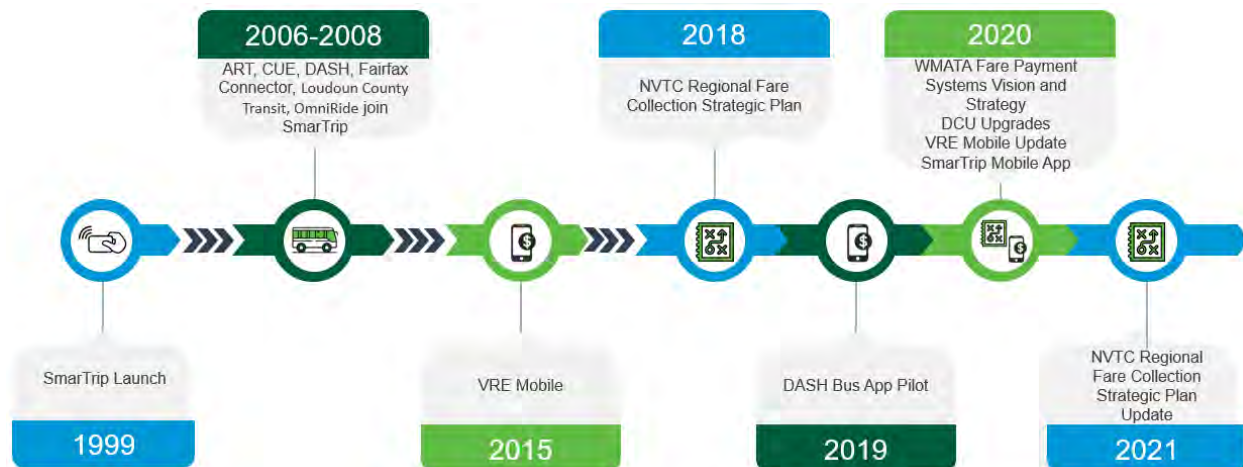 2006-2008
ART, CUE, DASH, Fairfax
Connector, Loudoun County
Transit, OmniRide join
SmarTrip
2018
NVTC Regional Fare
Collection Strategic Plan
2020
WMATA Fare Payment
Systems Vision and
Strategy
DCU Upgrades
VRE Mobile Update
SmarTrip Mobile App
SmarTrip Launch
1999
VRE Mobile
2015
DASH Bus App Pilot
2019
NVTC Regional
Fare Collection
Strategic Plan
Update
2021